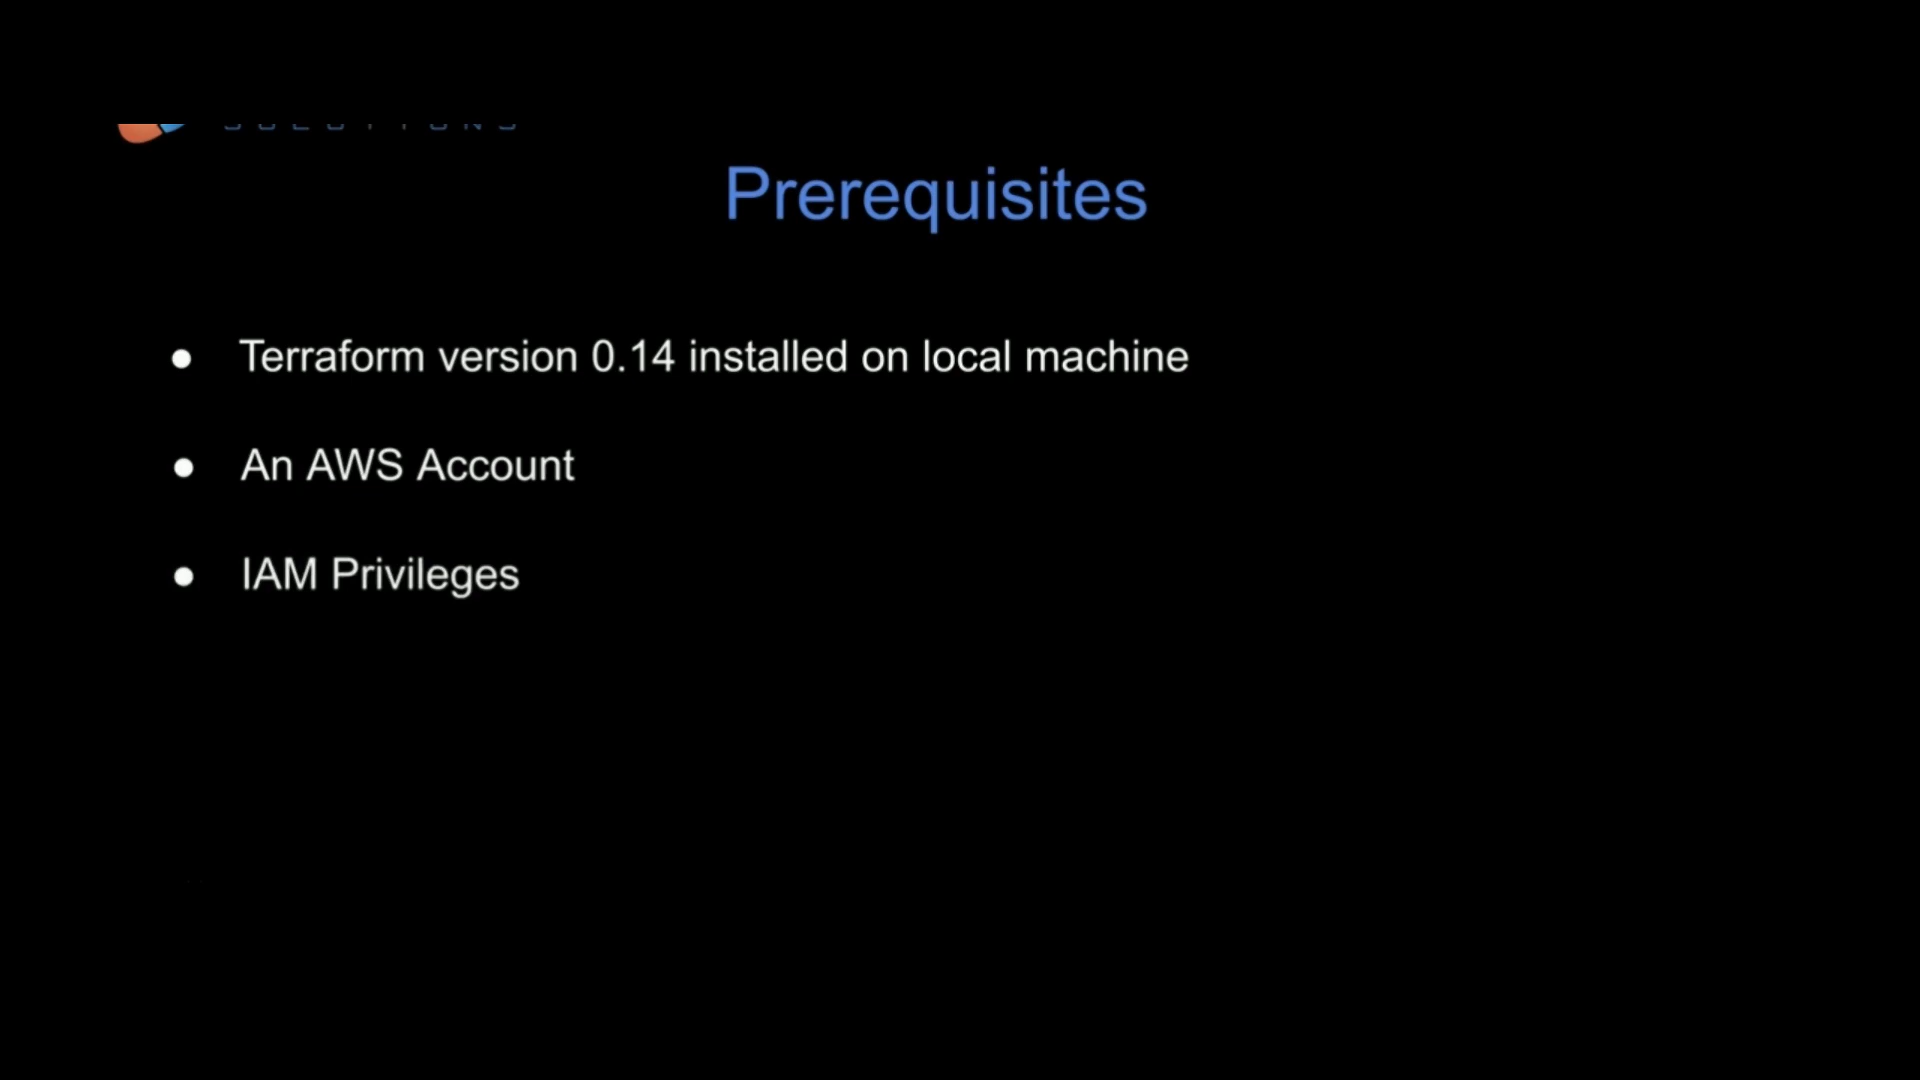 Prerequisites
● Terraform version 0.14 installed on local machine
● An AWS Account
● IAM Privileges